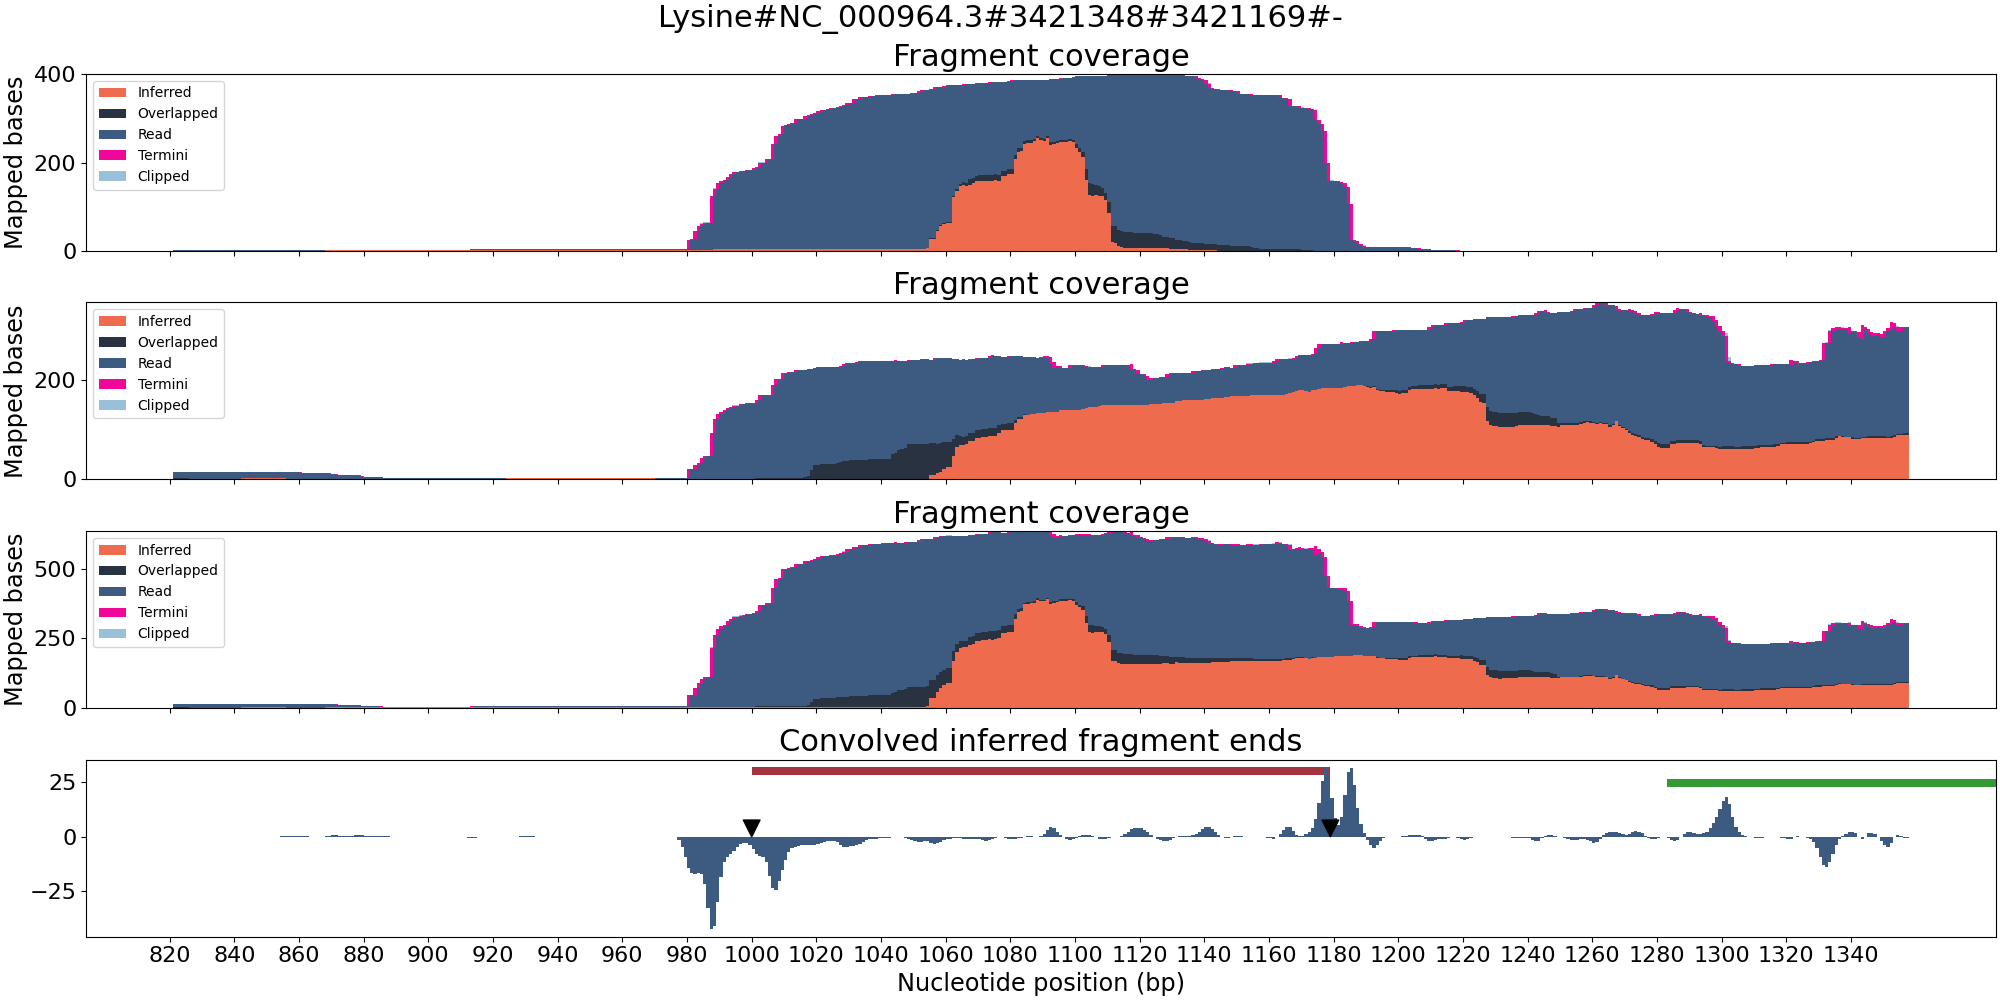 Lysine#NC_000964.3#3421348#3421169#-
Fragment coverage
Mapped bases
400
200
0
Inferred
Overlapped
Read
Termini
Clipped
Fragment coverage
Mapped bases
200
0
Inferred
Overlapped
Read
Termini
Clipped
Fragment coverage
Mapped bases
500
250
0
Inferred
Overlapped
Read
Termini
Clipped
Convolved inferred fragment ends
25
0
−25
820 840 860 880 900 920 940 960 980 1000 1020 1040 1060 1080 1100 1120 1140 1160 1180 1200 1220 1240 1260 1280 1300 1320 1340
Nucleotide position (bp)